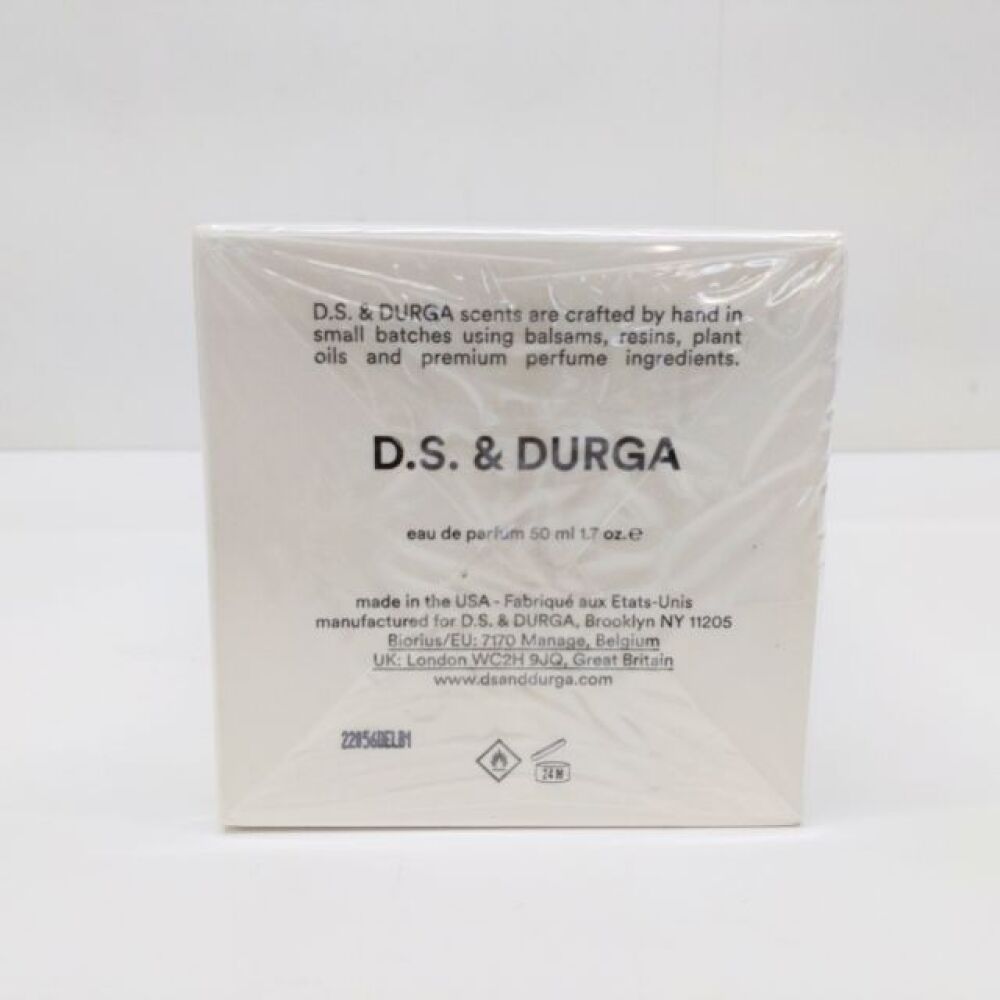 D.S. & DURGA scents are crafted by hand in
small batches using balsams, resins, plant
oils and premium perfume ingredients.
D.S. & DURGA
eau de parfum 50 ml 1.7 oz. ℮
made in the USA - Fabriqué aux Etats-Unis
manufactured for D.S. & DURGA, Brooklyn NY 11205
Biorius/EU: 7170 Manage, Belgium
UK: London WC2H 9JQ, Great Britain
www.dsanddurga.com
24 M